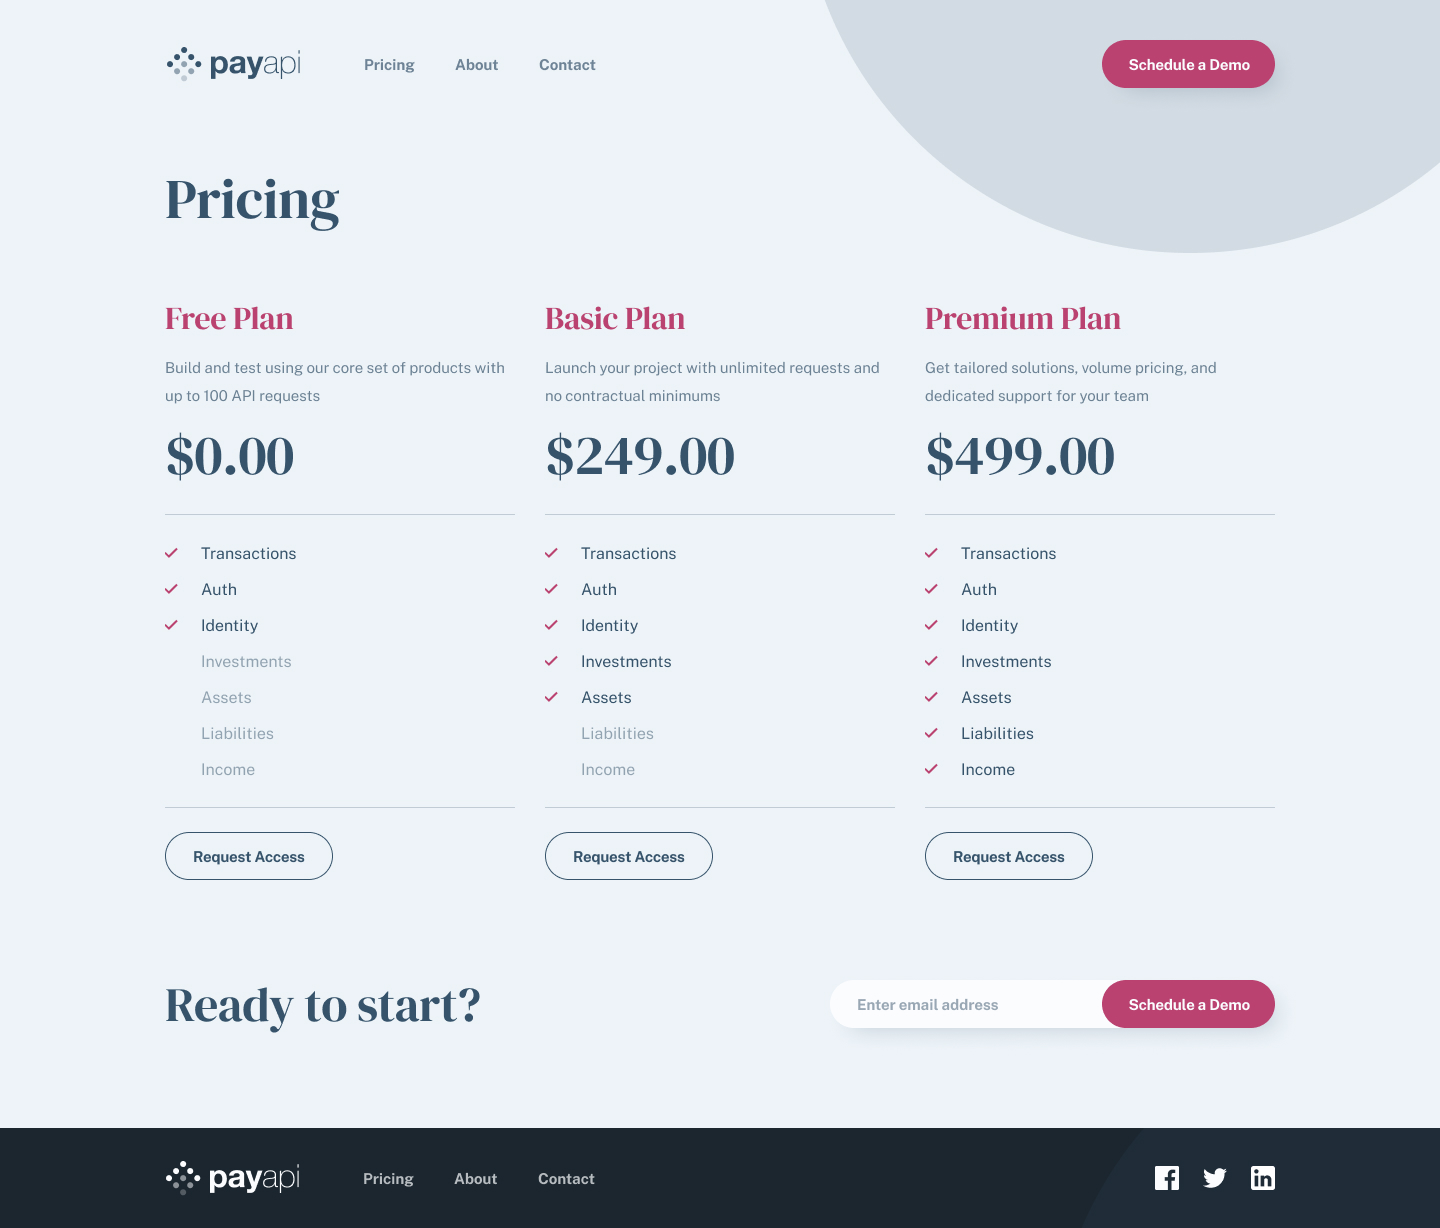 payapi
Pricing
About
Contact
Schedule a Demo
Pricing
Free Plan
Build and test using our core set of products with
up to 100 API requests
$0.00
Transactions
Auth
Identity
Investments
Assets
Liabilities
Income
Request Access
Basic Plan
Launch your project with unlimited requests and
no contractual minimums
$249.00
Transactions
Auth
Identity
Investments
Assets
Liabilities
Income
Request Access
Premium Plan
Get tailored solutions, volume pricing, and
dedicated support for your team
$499.00
Transactions
Auth
Identity
Investments
Assets
Liabilities
Income
Request Access
Ready to start?
Enter email address
Schedule a Demo
payapi
Pricing
About
Contact